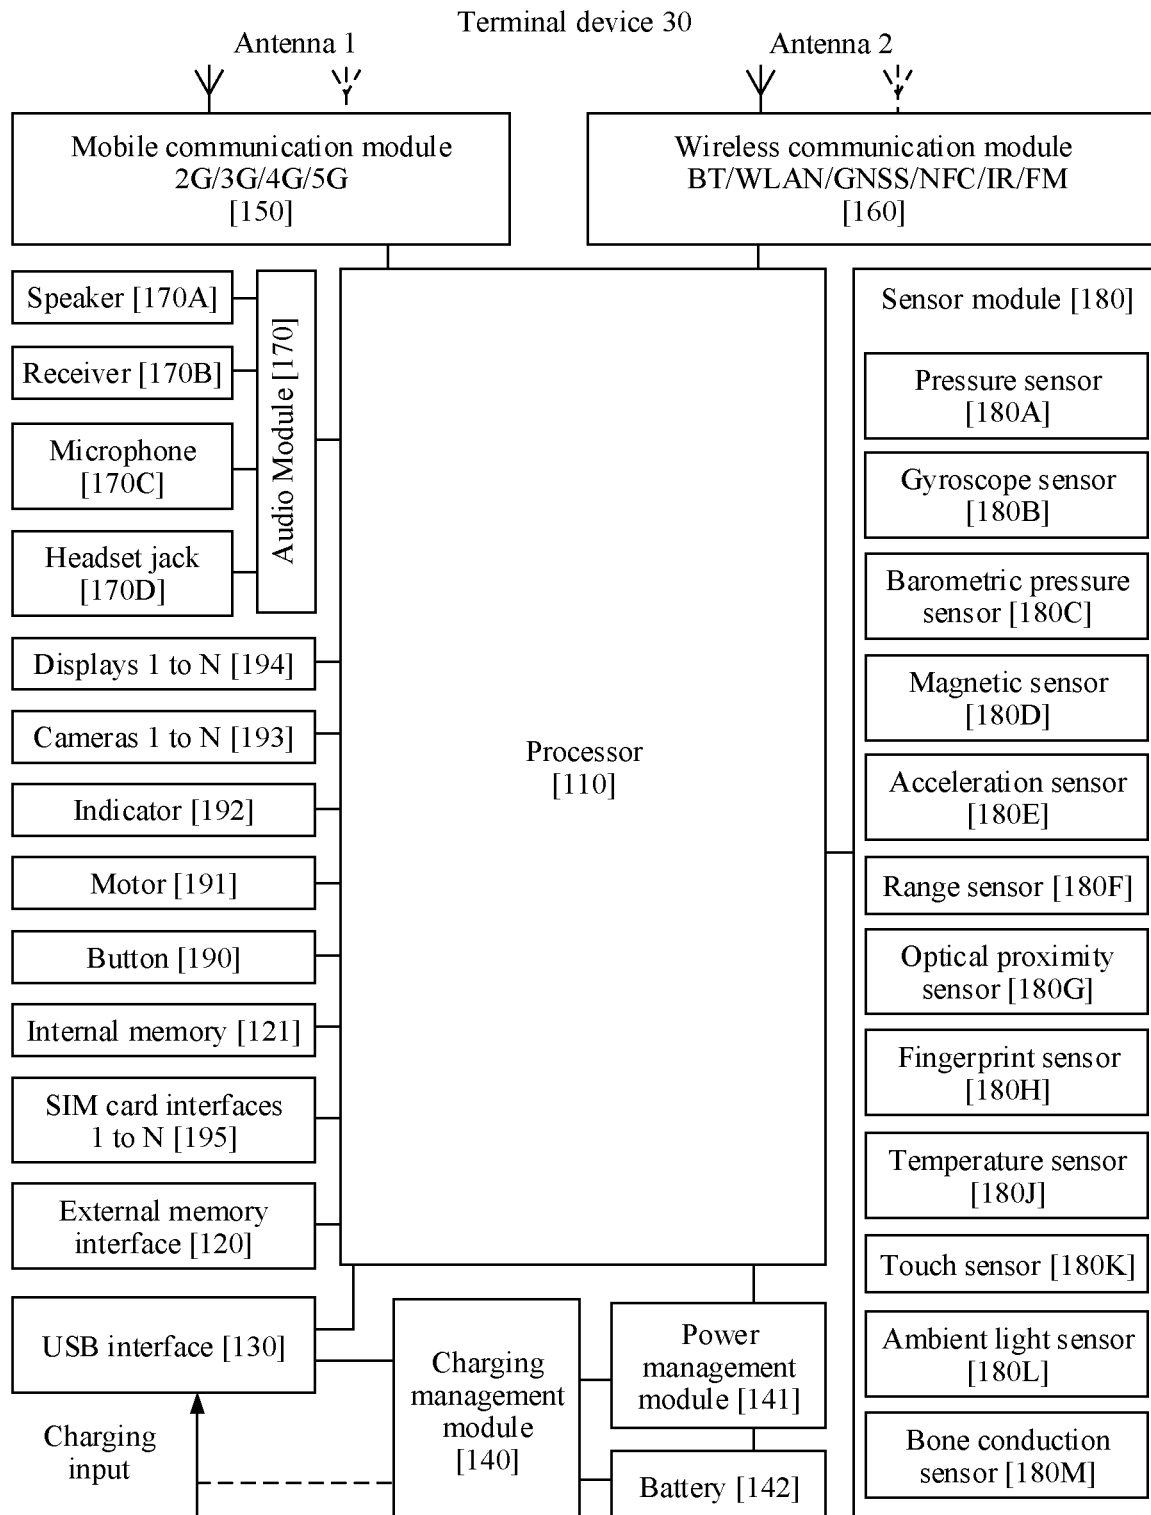 Terminal device 30
Antenna 1
Antenna 2
Mobile communication module
2G/3G/4G/5G
[150]
Wireless communication module
BT/WLAN/GNSS/NFC/IR/FM
[160]
Speaker [170A]
Receiver [170B]
Microphone
[170C]
Headset jack
[170D]
Audio Module [170]
Displays 1 to N [194]
Cameras 1 to N [193]
Indicator [192]
Motor [191]
Button [190]
Internal memory [121]
SIM card interfaces
1 to N [195]
External memory
interface [120]
USB interface [130]
Charging
input
Processor
[110]
Charging
management
module
[140]
Power
management
module [141]
Battery [142]
Sensor module [180]
Pressure sensor
[180A]
Gyroscope sensor
[180B]
Barometric pressure
sensor [180C]
Magnetic sensor
[180D]
Acceleration sensor
[180E]
Range sensor [180F]
Optical proximity
sensor [180G]
Fingerprint sensor
[180H]
Temperature sensor
[180J]
Touch sensor [180K]
Ambient light sensor
[180L]
Bone conduction
sensor [180M]